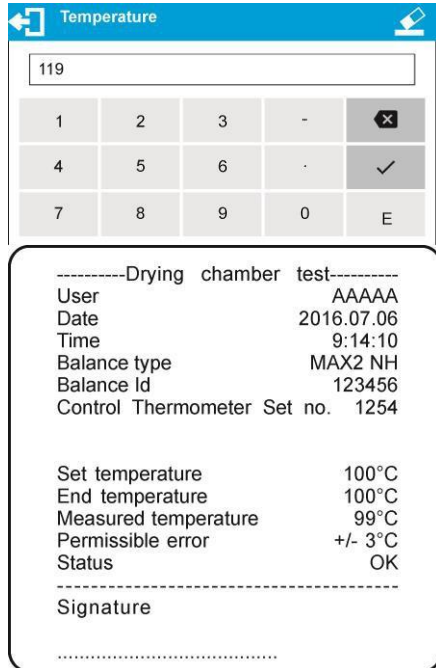 Temperature
119
1 2 3 -
4 5 6 .
7 8 9 0 E
----------Drying chamber test----------
User AAAAA
Date 2016.07.06
Time 9:14:10
Balance type MAX2 NH
Balance Id 123456
Control Thermometer Set no. 1254
Set temperature 100°C
End temperature 100°C
Measured temperature 99°C
Permissible error +/- 3°C
Status OK
----------------------------------------
Signature
.......................................